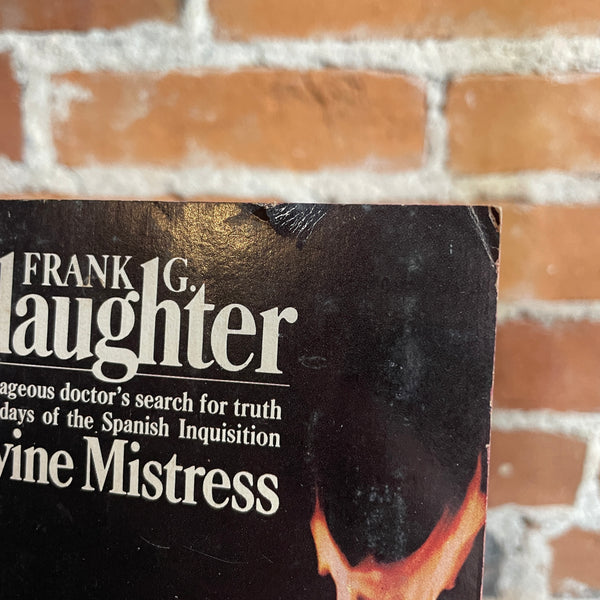 FRANK G.
laughter
ageous doctor's search for truth
days of the Spanish Inquisition
vine Mistress